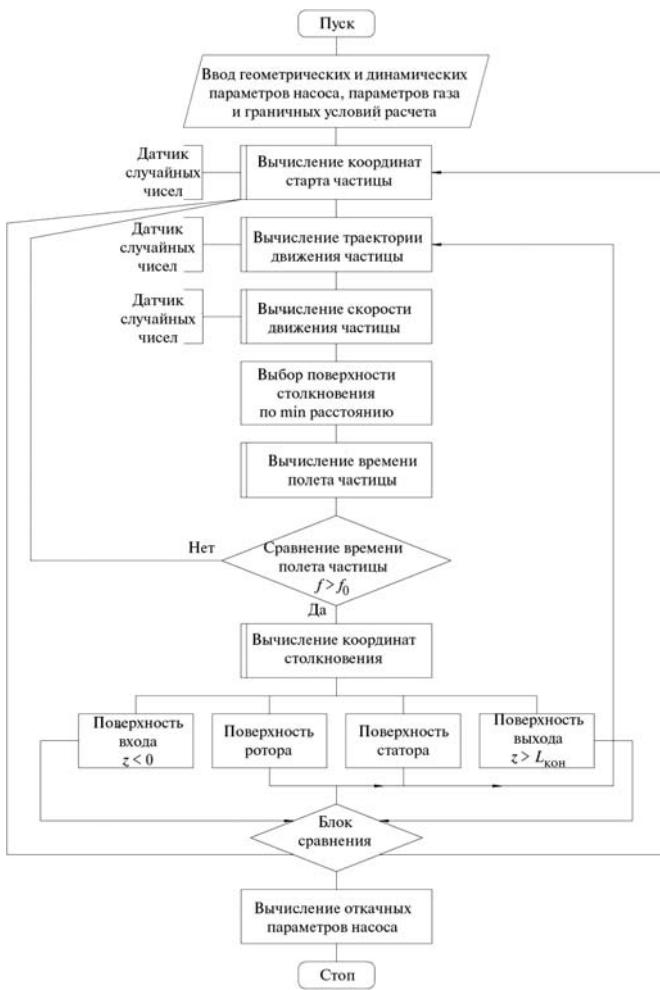 Пуск
Ввод геометрических и динамических
параметров насоса, параметров газа
и граничных условий расчета
Датчик
случайных
чисел
Вычисление координат
старта частицы
Датчик
случайных
чисел
Вычисление траектории
движения частицы
Датчик
случайных
чисел
Вычисление скорости
движения частицы
Выбор поверхности
столкновения
по min расстоянию
Вычисление времени
полета частицы
Нет
Сравнение времени
полета частицы
f > f₀
Да
Вычисление координат
столкновения
Поверхность
входа
z < 0
Поверхность
ротора
Поверхность
статора
Поверхность
выхода
z > Lкон
Блок
сравнения
Вычисление откачных
параметров насоса
Стоп